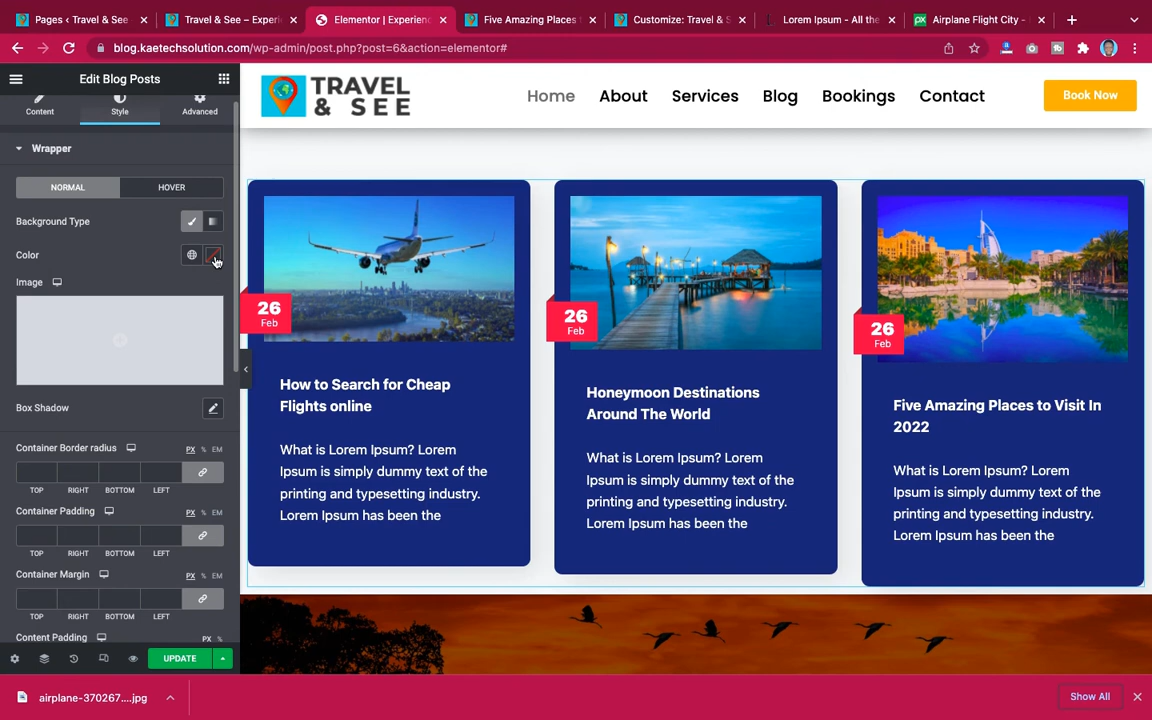 Pages ‹ Travel & See
Travel & See – Experi
Elementor | Experienc
Five Amazing Places
Customize: Travel & S
Lorem Ipsum - All the
Airplane Flight City -
blog.kaetechsolution.com/wp-admin/post.php?post=6&action=elementor#
Edit Blog Posts
Content
Style
Advanced
Wrapper
NORMAL
HOVER
Background Type
Color
Image
Box Shadow
Container Border radius
PX % EM
TOP RIGHT BOTTOM LEFT
Container Padding
PX % EM
TOP RIGHT BOTTOM LEFT
Container Margin
PX % EM
TOP RIGHT BOTTOM LEFT
Content Padding
PX %
UPDATE
TRAVEL
& SEE
Home
About
Services
Blog
Bookings
Contact
Book Now
26
Feb
How to Search for Cheap
Flights online
What is Lorem Ipsum? Lorem
Ipsum is simply dummy text of the
printing and typesetting industry.
Lorem Ipsum has been the
26
Feb
Honeymoon Destinations
Around The World
What is Lorem Ipsum? Lorem
Ipsum is simply dummy text of the
printing and typesetting industry.
Lorem Ipsum has been the
26
Feb
Five Amazing Places to Visit In
2022
What is Lorem Ipsum? Lorem
Ipsum is simply dummy text of the
printing and typesetting industry.
Lorem Ipsum has been the
airplane-370267....jpg
Show All